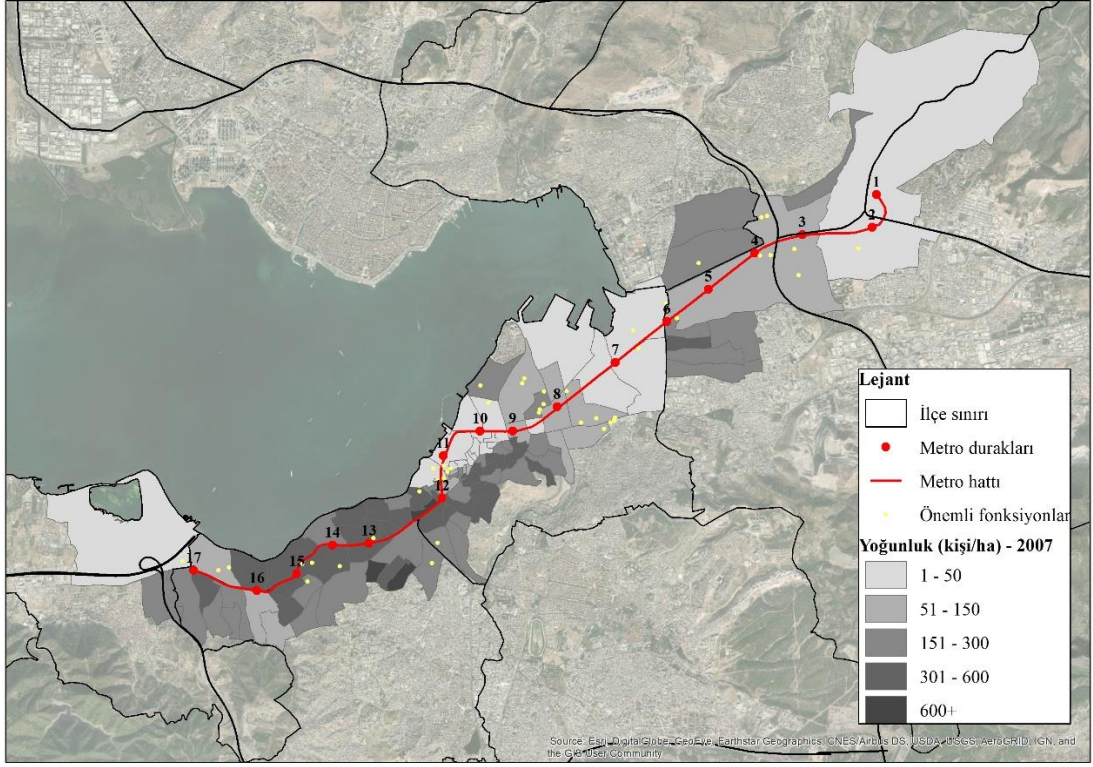 1
2
3
4
5
6
7
8
10
9
11
12
14
13
15
17
16
Lejant
İlçe sınırı
Metro durakları
Metro hattı
Önemli fonksiyonlar
Yoğunluk (kişi/ha) - 2007
1 - 50
51 - 150
151 - 300
301 - 600
600+
Source: Esri, DigitalGlobe, GeoEye, Earthstar Geographics, CNES/Airbus DS, USDA, USGS, AeroGRID, IGN, and
the GIS User Community